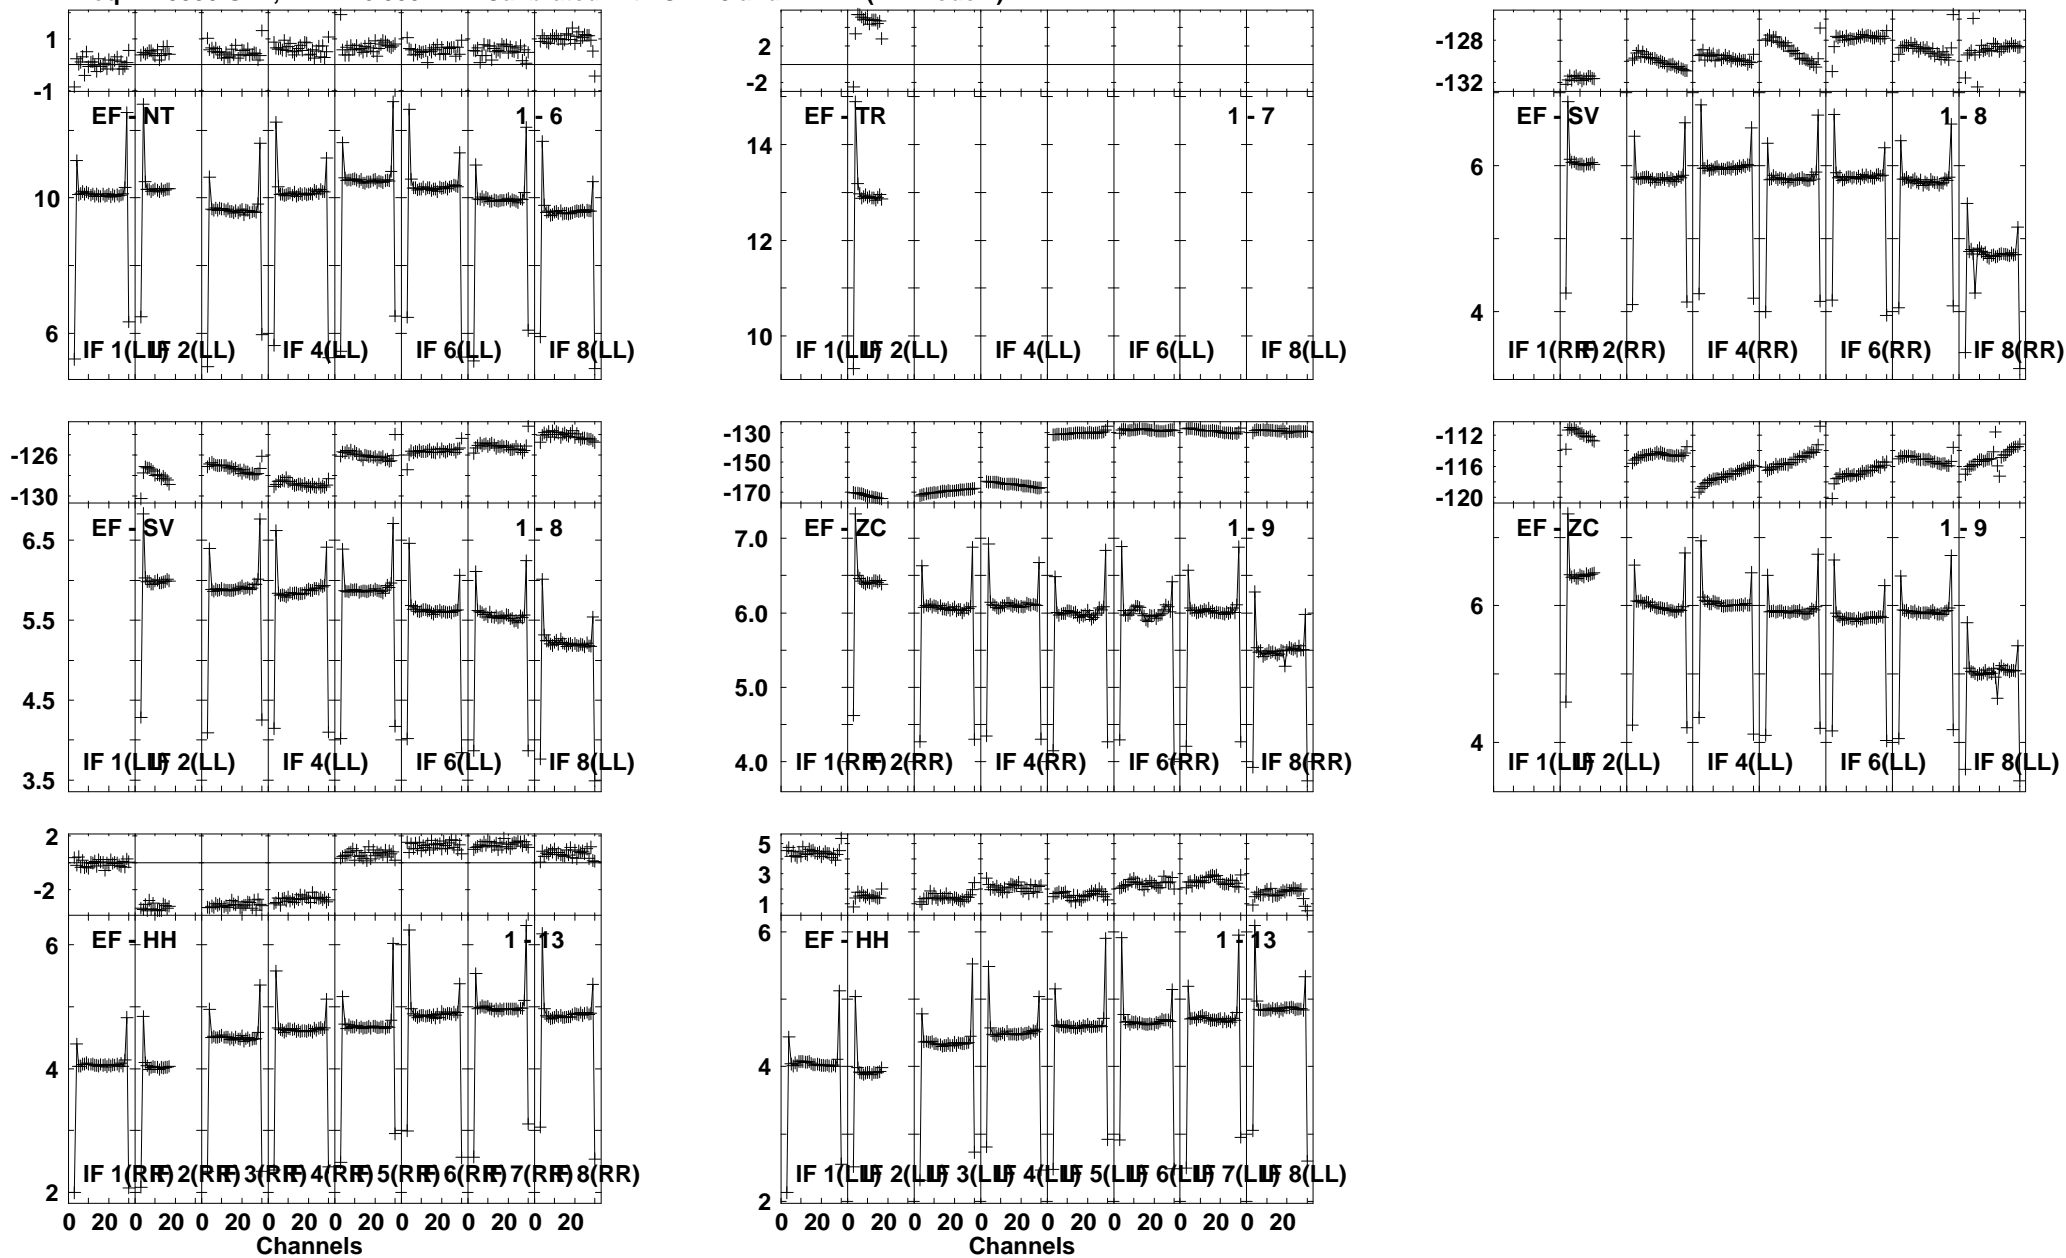 1
-1
EF - NT
1 - 6
10
6
IF 1(LL) IF 2(LL) IF 4(LL) IF 6(LL) IF 8(LL)
2
-2
EF - TR
1 - 7
14
12
10
IF 1(LL) IF 2(LL) IF 4(LL) IF 6(LL) IF 8(LL)
-128
-132
EF - SV
1 - 8
6
4
IF 1(RR) IF 2(RR) IF 4(RR) IF 6(RR) IF 8(RR)
-126
-130
EF - SV
1 - 8
6.5
5.5
4.5
3.5
IF 1(LL) IF 2(LL) IF 4(LL) IF 6(LL) IF 8(LL)
-130
-150
-170
EF - ZC
1 - 9
7.0
6.0
5.0
4.0
IF 1(RR) IF 2(RR) IF 4(RR) IF 6(RR) IF 8(RR)
-112
-116
-120
EF - ZC
1 - 9
6
4
IF 1(LL) IF 2(LL) IF 4(LL) IF 6(LL) IF 8(LL)
2
-2
EF - HH
1 - 13
6
4
2
IF 1(RR) IF 2(RR) IF 3(RR) IF 4(RR) IF 5(RR) IF 6(RR) IF 7(RR) IF 8(RR)
0 20 0 20 0 20 0 20 0 20 0 20 0 20 0 20
Channels
5
3
1
EF - HH
1 - 13
6
4
2
IF 1(LL) IF 2(LL) IF 3(LL) IF 4(LL) IF 5(LL) IF 6(LL) IF 7(LL) IF 8(LL)
0 20 0 20 0 20 0 20 0 20 0 20 0 20 0 20
Channels